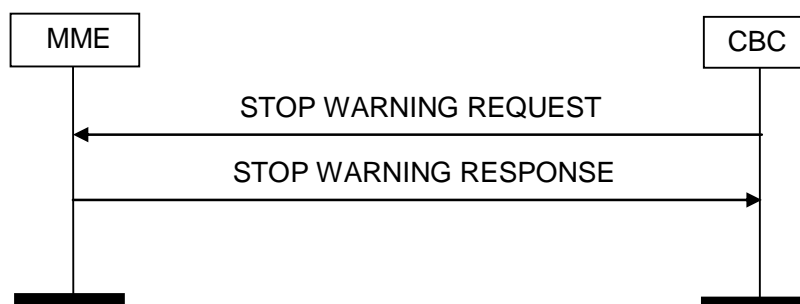 MME
CBC
STOP WARNING REQUEST
STOP WARNING RESPONSE